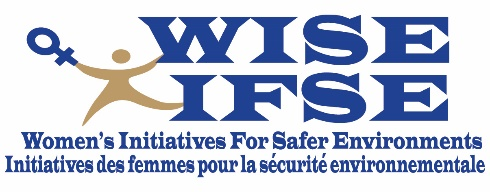 WISE
IFSE
Women's Initiatives For Safer Environments
Initiatives des femmes pour la sécurité environnementale